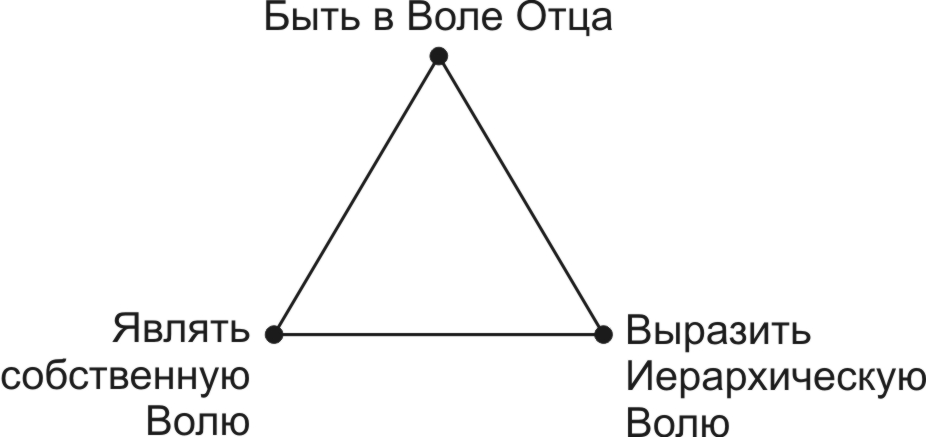 Быть в Воле Отца
Являть
собственную
Волю
Выразить
Иерархическую
Волю